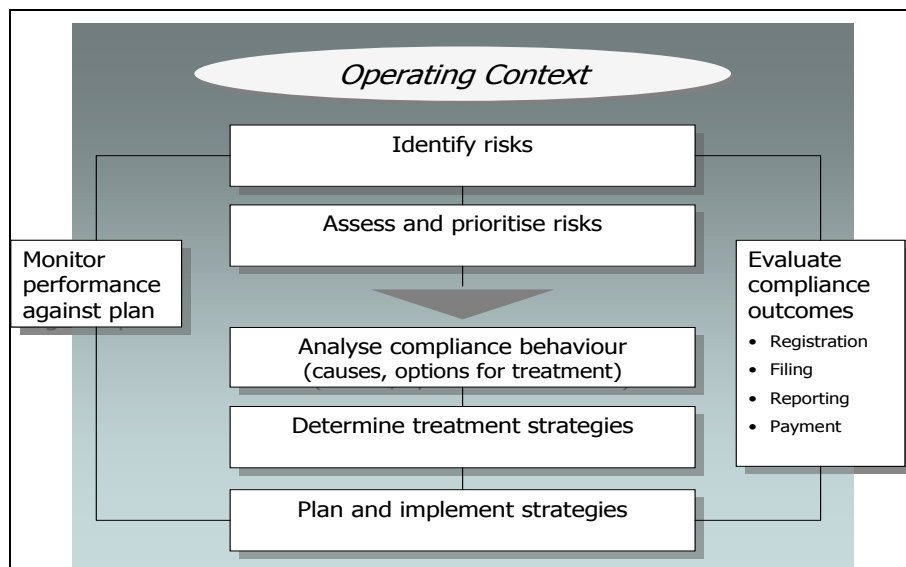 Operating Context
Identify risks
Assess and prioritise risks
Monitor
performance
against plan
Evaluate
compliance
outcomes
• Registration
• Filing
• Reporting
• Payment
Analyse compliance behaviour
(causes, options for treatment)
Determine treatment strategies
Plan and implement strategies